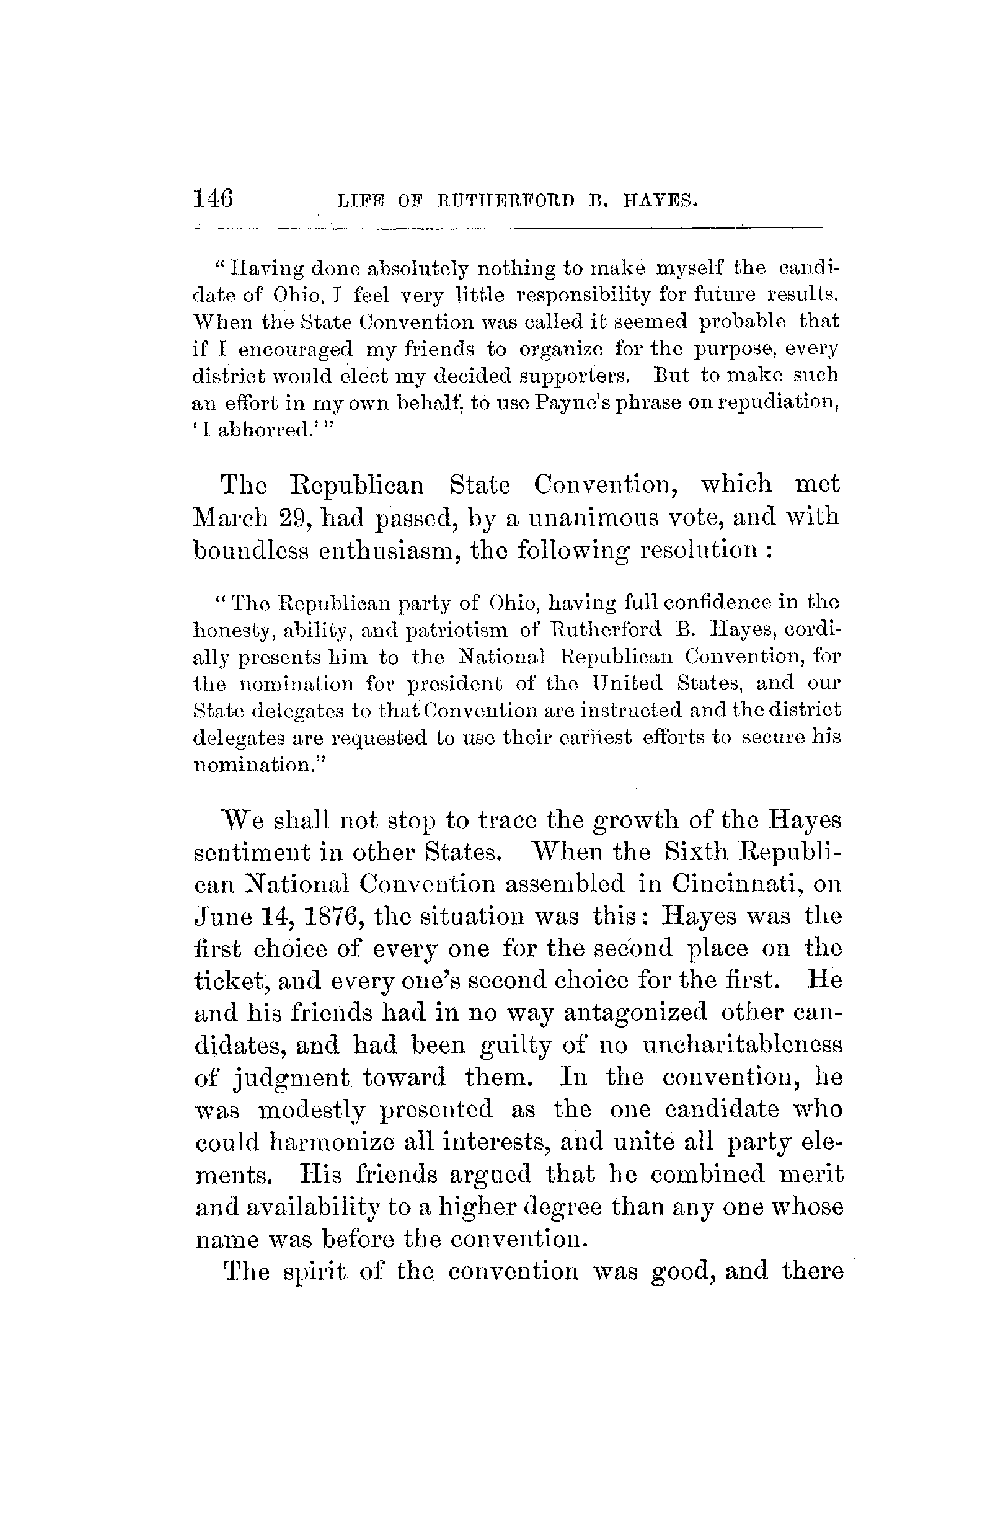 146 LIFE OF RUTHERFORD B. HAYES.
“Having done absolutely nothing to make myself the candi-
date of Ohio, I feel very little responsibility for future results.
When the State Convention was called it seemed probable that
if I encouraged my friends to organize for the purpose, every
district would elect my decided supporters. But to make such
an effort in my own behalf, to use Payne's phrase on repudiation,
‘I abhorred.’”
The Republican State Convention, which met
March 29, had passed, by a unanimous vote, and with
boundless enthusiasm, the following resolution :
“The Republican party of Ohio, having full confidence in the
honesty, ability, and patriotism of Rutherford B. Hayes, cordi-
ally presents him to the National Republican Convention, for
the nomination for president of the United States, and our
State delegates to that Convention are instructed and the district
delegates are requested to use their earnest efforts to secure his
nomination.”
We shall not stop to trace the growth of the Hayes
sentiment in other States. When the Sixth Republi-
can National Convention assembled in Cincinnati, on
June 14, 1876, the situation was this: Hayes was the
first choice of every one for the second place on the
ticket, and every one's second choice for the first. He
and his friends had in no way antagonized other can-
didates, and had been guilty of no uncharitableness
of judgment toward them. In the convention, he
was modestly presented as the one candidate who
could harmonize all interests, and unite all party ele-
ments. His friends argued that he combined merit
and availability to a higher degree than any one whose
name was before the convention.
The spirit of the convention was good, and there